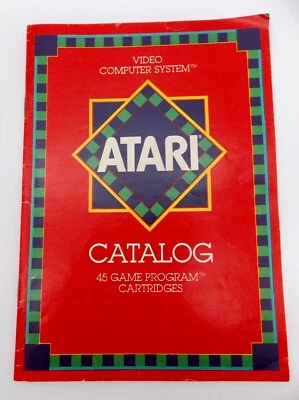 VIDEO
COMPUTER SYSTEM™
ATARI®
CATALOG
45 GAME PROGRAM™
CARTRIDGES